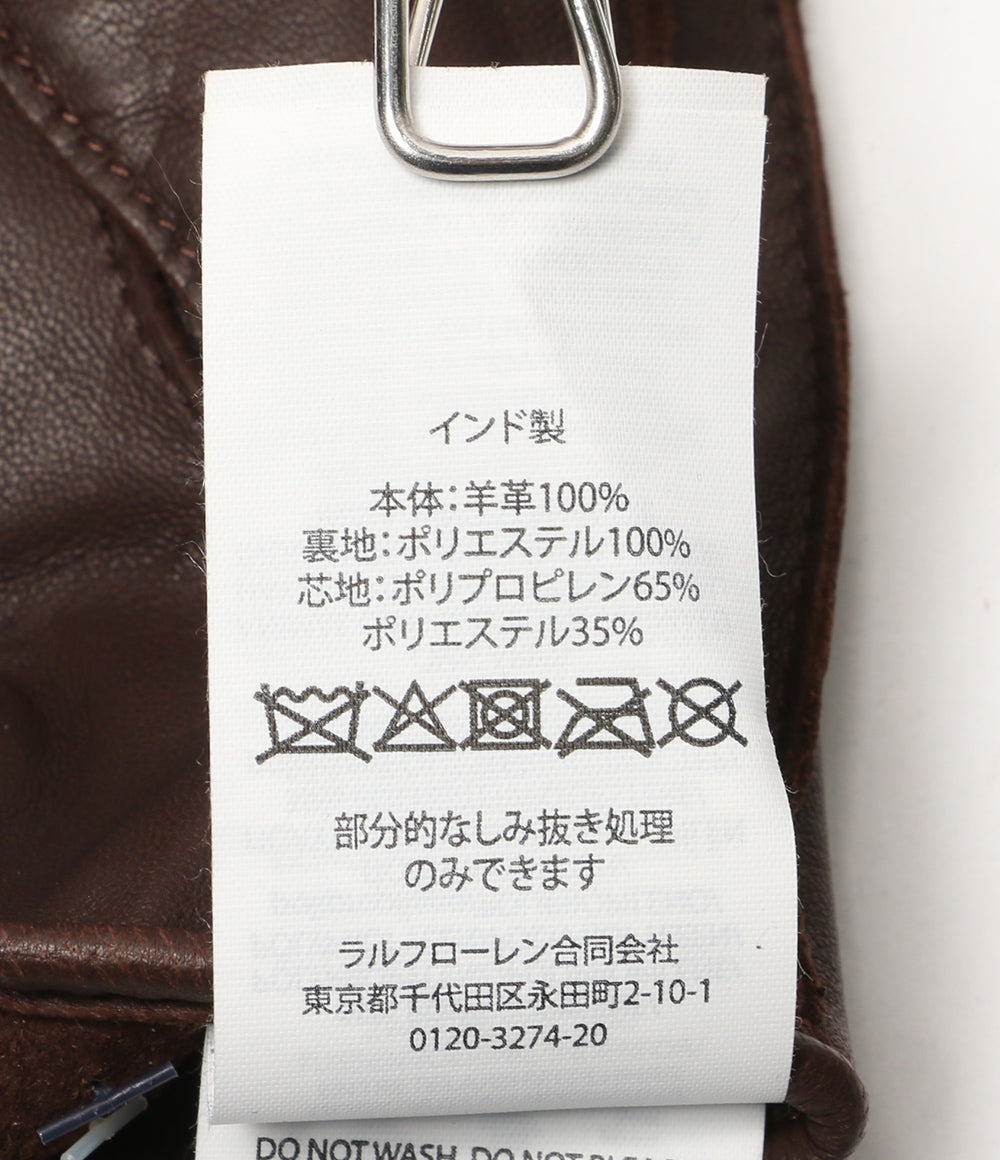 インド製
本体:羊革100%
裏地:ポリエステル100%
芯地:ポリプロピレン65%
ポリエステル35%
部分的なしみ抜き処理
のみできます
ラルフローレン合同会社
東京都千代田区永田町2-10-1
0120-3274-20
DO NOT WASH DO NOT